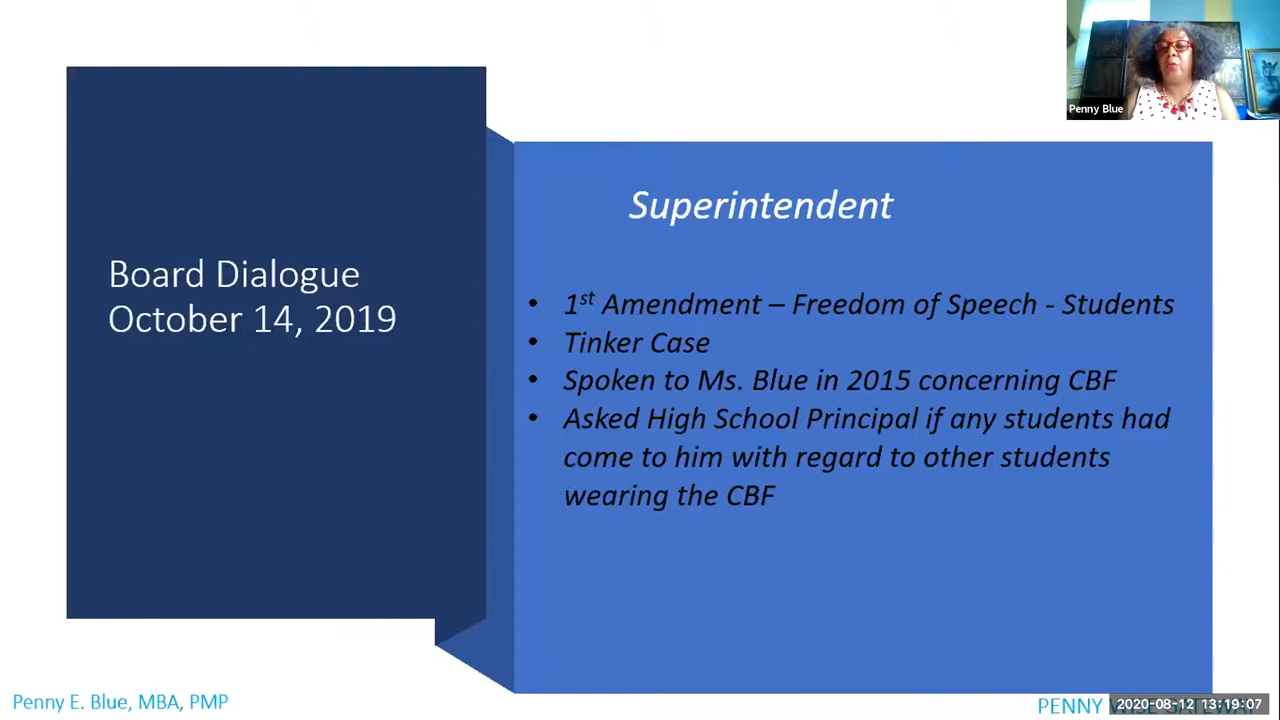 Penny Blue
Board Dialogue
October 14, 2019
Superintendent
• 1st Amendment – Freedom of Speech - Students
• Tinker Case
• Spoken to Ms. Blue in 2015 concerning CBF
• Asked High School Principal if any students had
come to him with regard to other students
wearing the CBF
Penny E. Blue, MBA, PMP
PENNY
2020-08-12 13:19:07